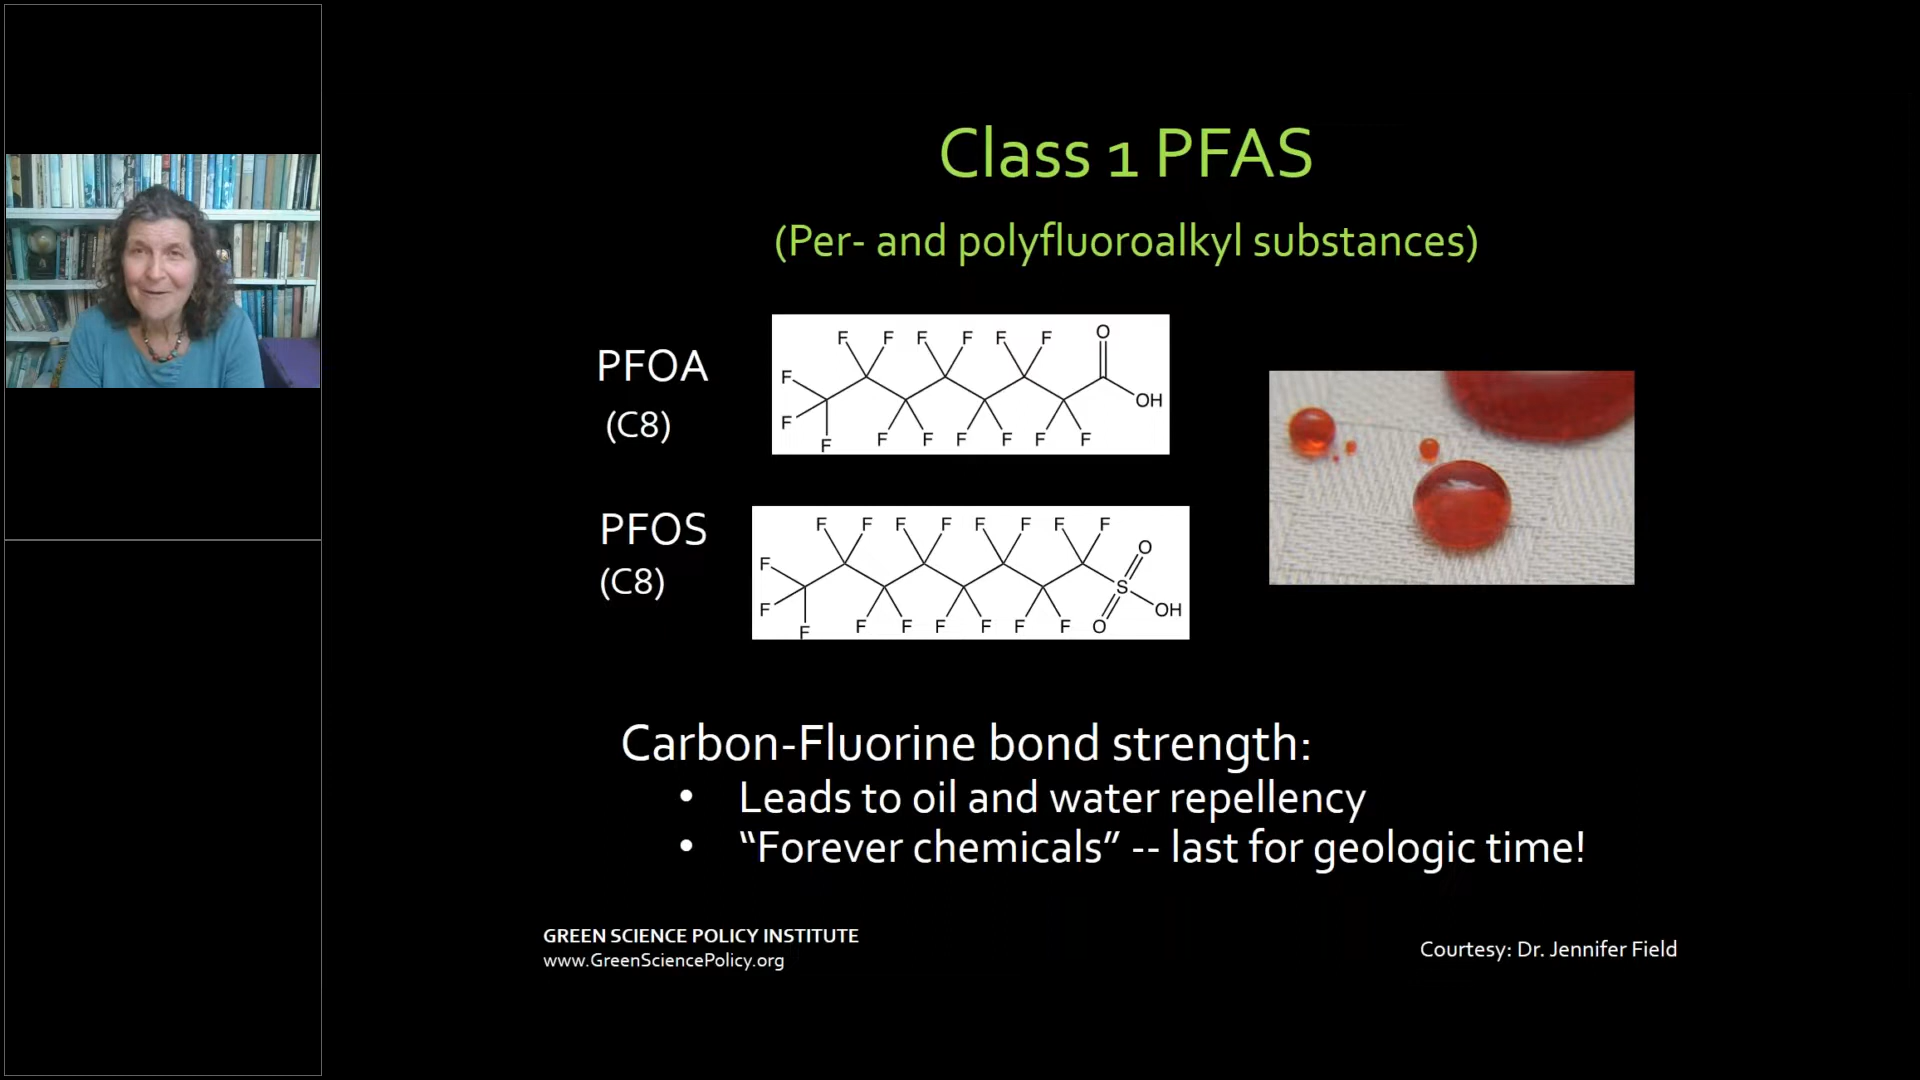 Class 1 PFAS
(Per- and polyfluoroalkyl substances)
PFOA
(C8)
F F F F F F
O
F
OH
F
F F F F F F F
PFOS
(C8)
F F F F F F F F
O
F
S
F
OH
F F F F F F F O
Carbon-Fluorine bond strength:
• Leads to oil and water repellency
• “Forever chemicals” -- last for geologic time!
GREEN SCIENCE POLICY INSTITUTE
www.GreenSciencePolicy.org
Courtesy: Dr. Jennifer Field